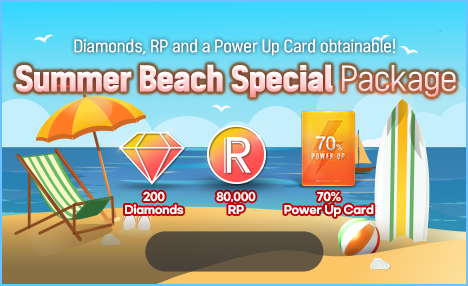 Diamonds, RP and a Power Up Card obtainable!
Summer Beach Special Package
R
70%
POWER UP
200
Diamonds
80,000
RP
70%
Power Up Card